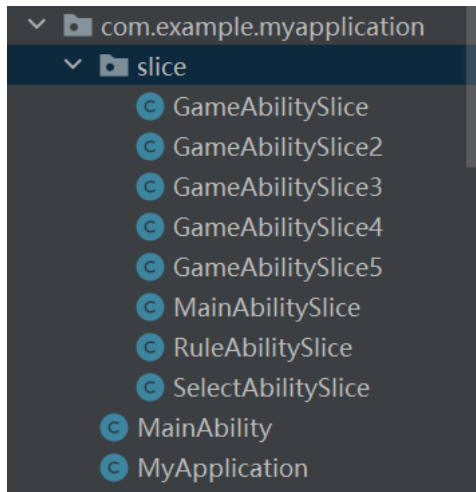 com.example.myapplication
slice
C GameAbilitySlice
C GameAbilitySlice2
C GameAbilitySlice3
C GameAbilitySlice4
C GameAbilitySlice5
C MainAbilitySlice
C RuleAbilitySlice
C SelectAbilitySlice
C MainAbility
C MyApplication